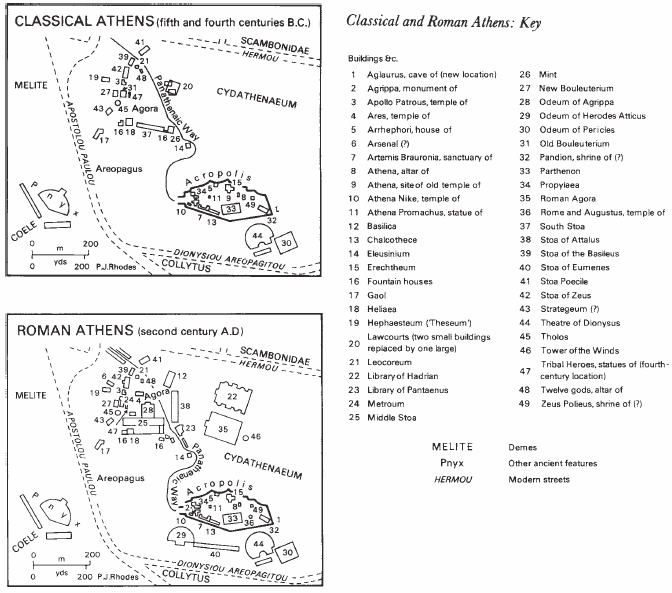 CLASSICAL ATHENS (fifth and fourth centuries B.C.)
41
SCAMBONIDAE
HERMOU
39 21
42 48
MELITE
19 3 31
27 47
20
CYDATHENAEUM
45
43 Agora
Panathenaic Way
16 18 37 16 26
17
14
APOSTOLOU PAULOU
Areopagus
Acropolis
34 5 15
11 9 8 49
33
10 7 13
1
32
Pnyx
COELE
44 30
0 m 200
0 yds 200
P.J.Rhodes
DIONYSIOU AREOPAGITOU
COLLYTUS
ROMAN ATHENS (second century A.D)
41
SCAMBONIDAE
HERMOU
39 21
6 42 48 12
MELITE
19 3 Agora
22
27 24 4 28 38
45
43 25 23 35
47 16 18 16 46
17
14
Panathenaic Way
CYDATHENAEUM
APOSTOLOU PAULOU
Areopagus
Acropolis
2 34 5 15
11 8 49
33 36
10 7 13
1
32
Pnyx
COELE
29
40
44 30
0 m 200
0 yds 200
P.J.Rhodes
DIONYSIOU AREOPAGITOU
COLLYTUS
Classical and Roman Athens: Key
Buildings &c.
1 Aglaurus, cave of (new location)
2 Agrippa, monument of
3 Apollo Patrous, temple of
4 Ares, temple of
5 Arrhephori, house of
6 Arsenal (?)
7 Artemis Brauronia, sanctuary of
8 Athena, altar of
9 Athena, site of old temple of
10 Athena Nike, temple of
11 Athena Promachus, statue of
12 Basilica
13 Chalcothece
14 Eleusinium
15 Erechtheum
16 Fountain houses
17 Gaol
18 Heliaea
19 Hephaesteum ('Theseum')
20 Lawcourts (two small buildings
replaced by one large)
21 Leocoreum
22 Library of Hadrian
23 Library of Pantaenus
24 Metroum
25 Middle Stoa
26 Mint
27 New Bouleuterium
28 Odeum of Agrippa
29 Odeum of Herodes Atticus
30 Odeum of Pericles
31 Old Bouleuterium
32 Pandion, shrine of (?)
33 Parthenon
34 Propylaea
35 Roman Agora
36 Rome and Augustus, temple of
37 South Stoa
38 Stoa of Attalus
39 Stoa of the Basileus
40 Stoa of Eumenes
41 Stoa Poecile
42 Stoa of Zeus
43 Strategeum (?)
44 Theatre of Dionysus
45 Tholos
46 Tower of the Winds
47 Tribal Heroes, statues of (fourth-
century location)
48 Twelve gods, altar of
49 Zeus Polieus, shrine of (?)
MELITE Demes
Pnyx Other ancient features
HERMOU Modern streets